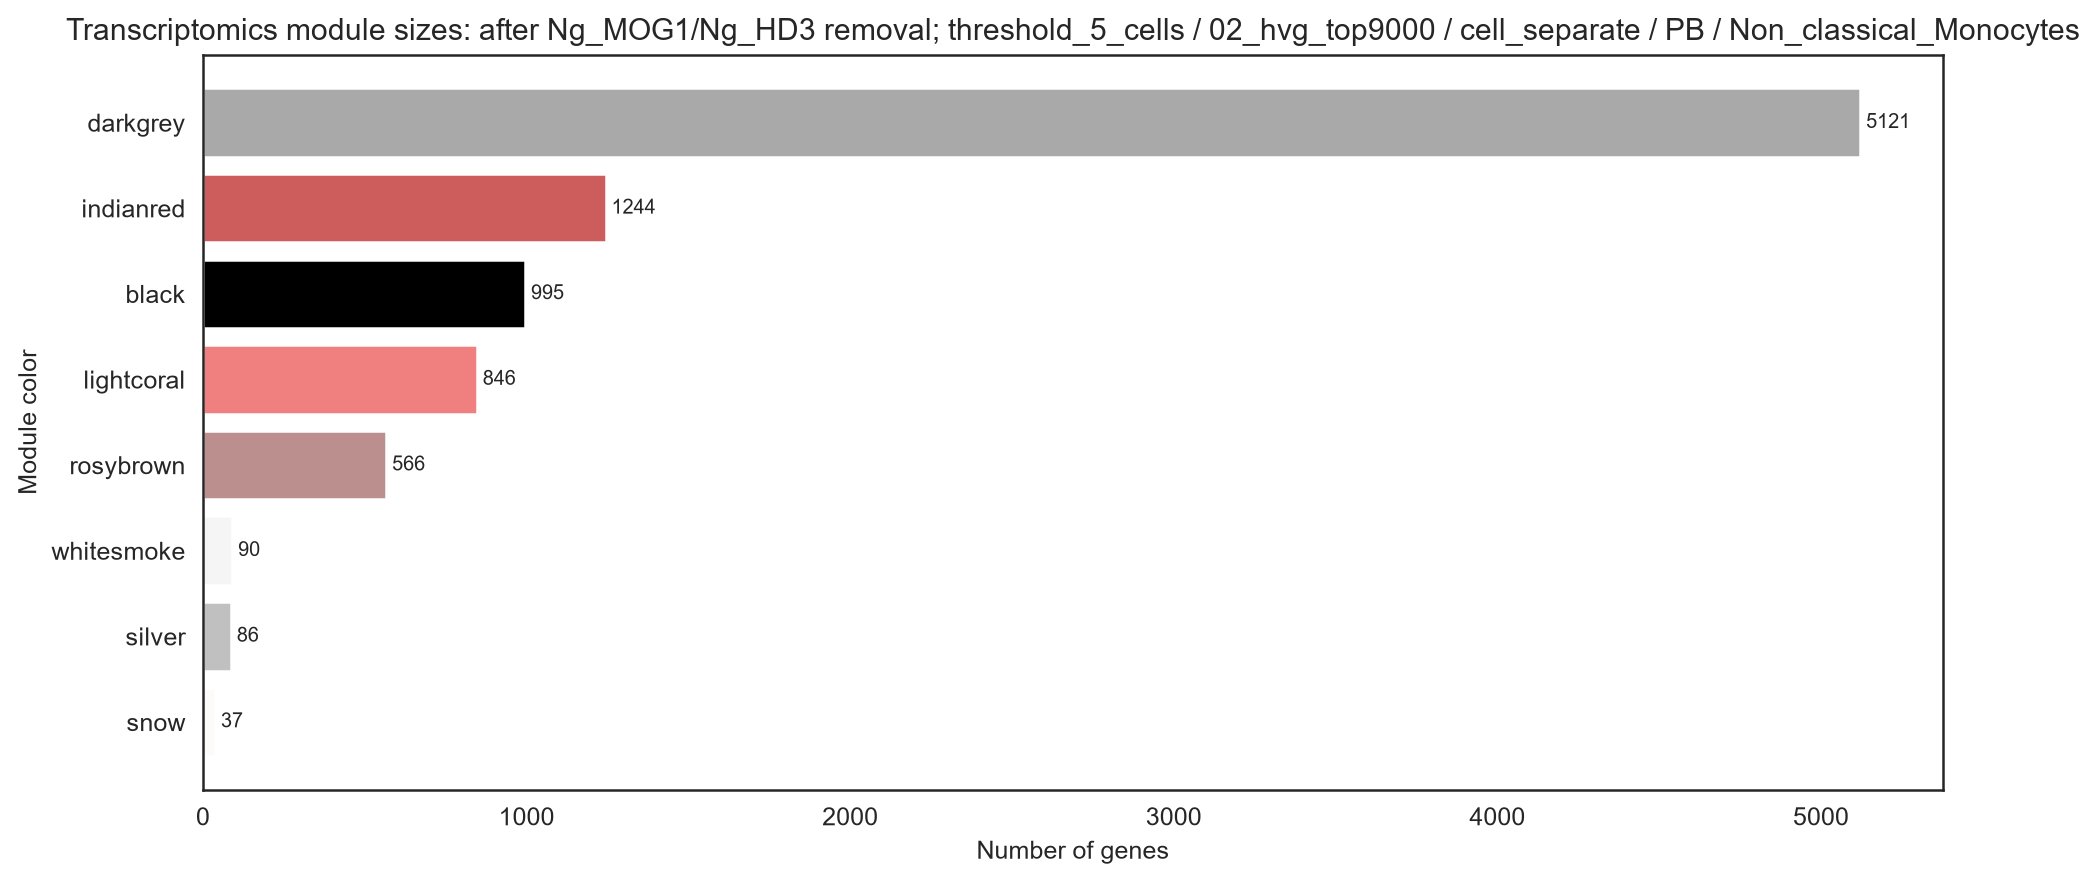 Transcriptomics module sizes: after Ng_MOG1/Ng_HD3 removal; threshold_5_cells / 02_hvg_top9000 / cell_separate / PB / Non_classical_Monocytes
Module color
darkgrey 5121
indianred 1244
black 995
lightcoral 846
rosybrown 566
whitesmoke 90
silver 86
snow 37
0 1000 2000 3000 4000 5000
Number of genes